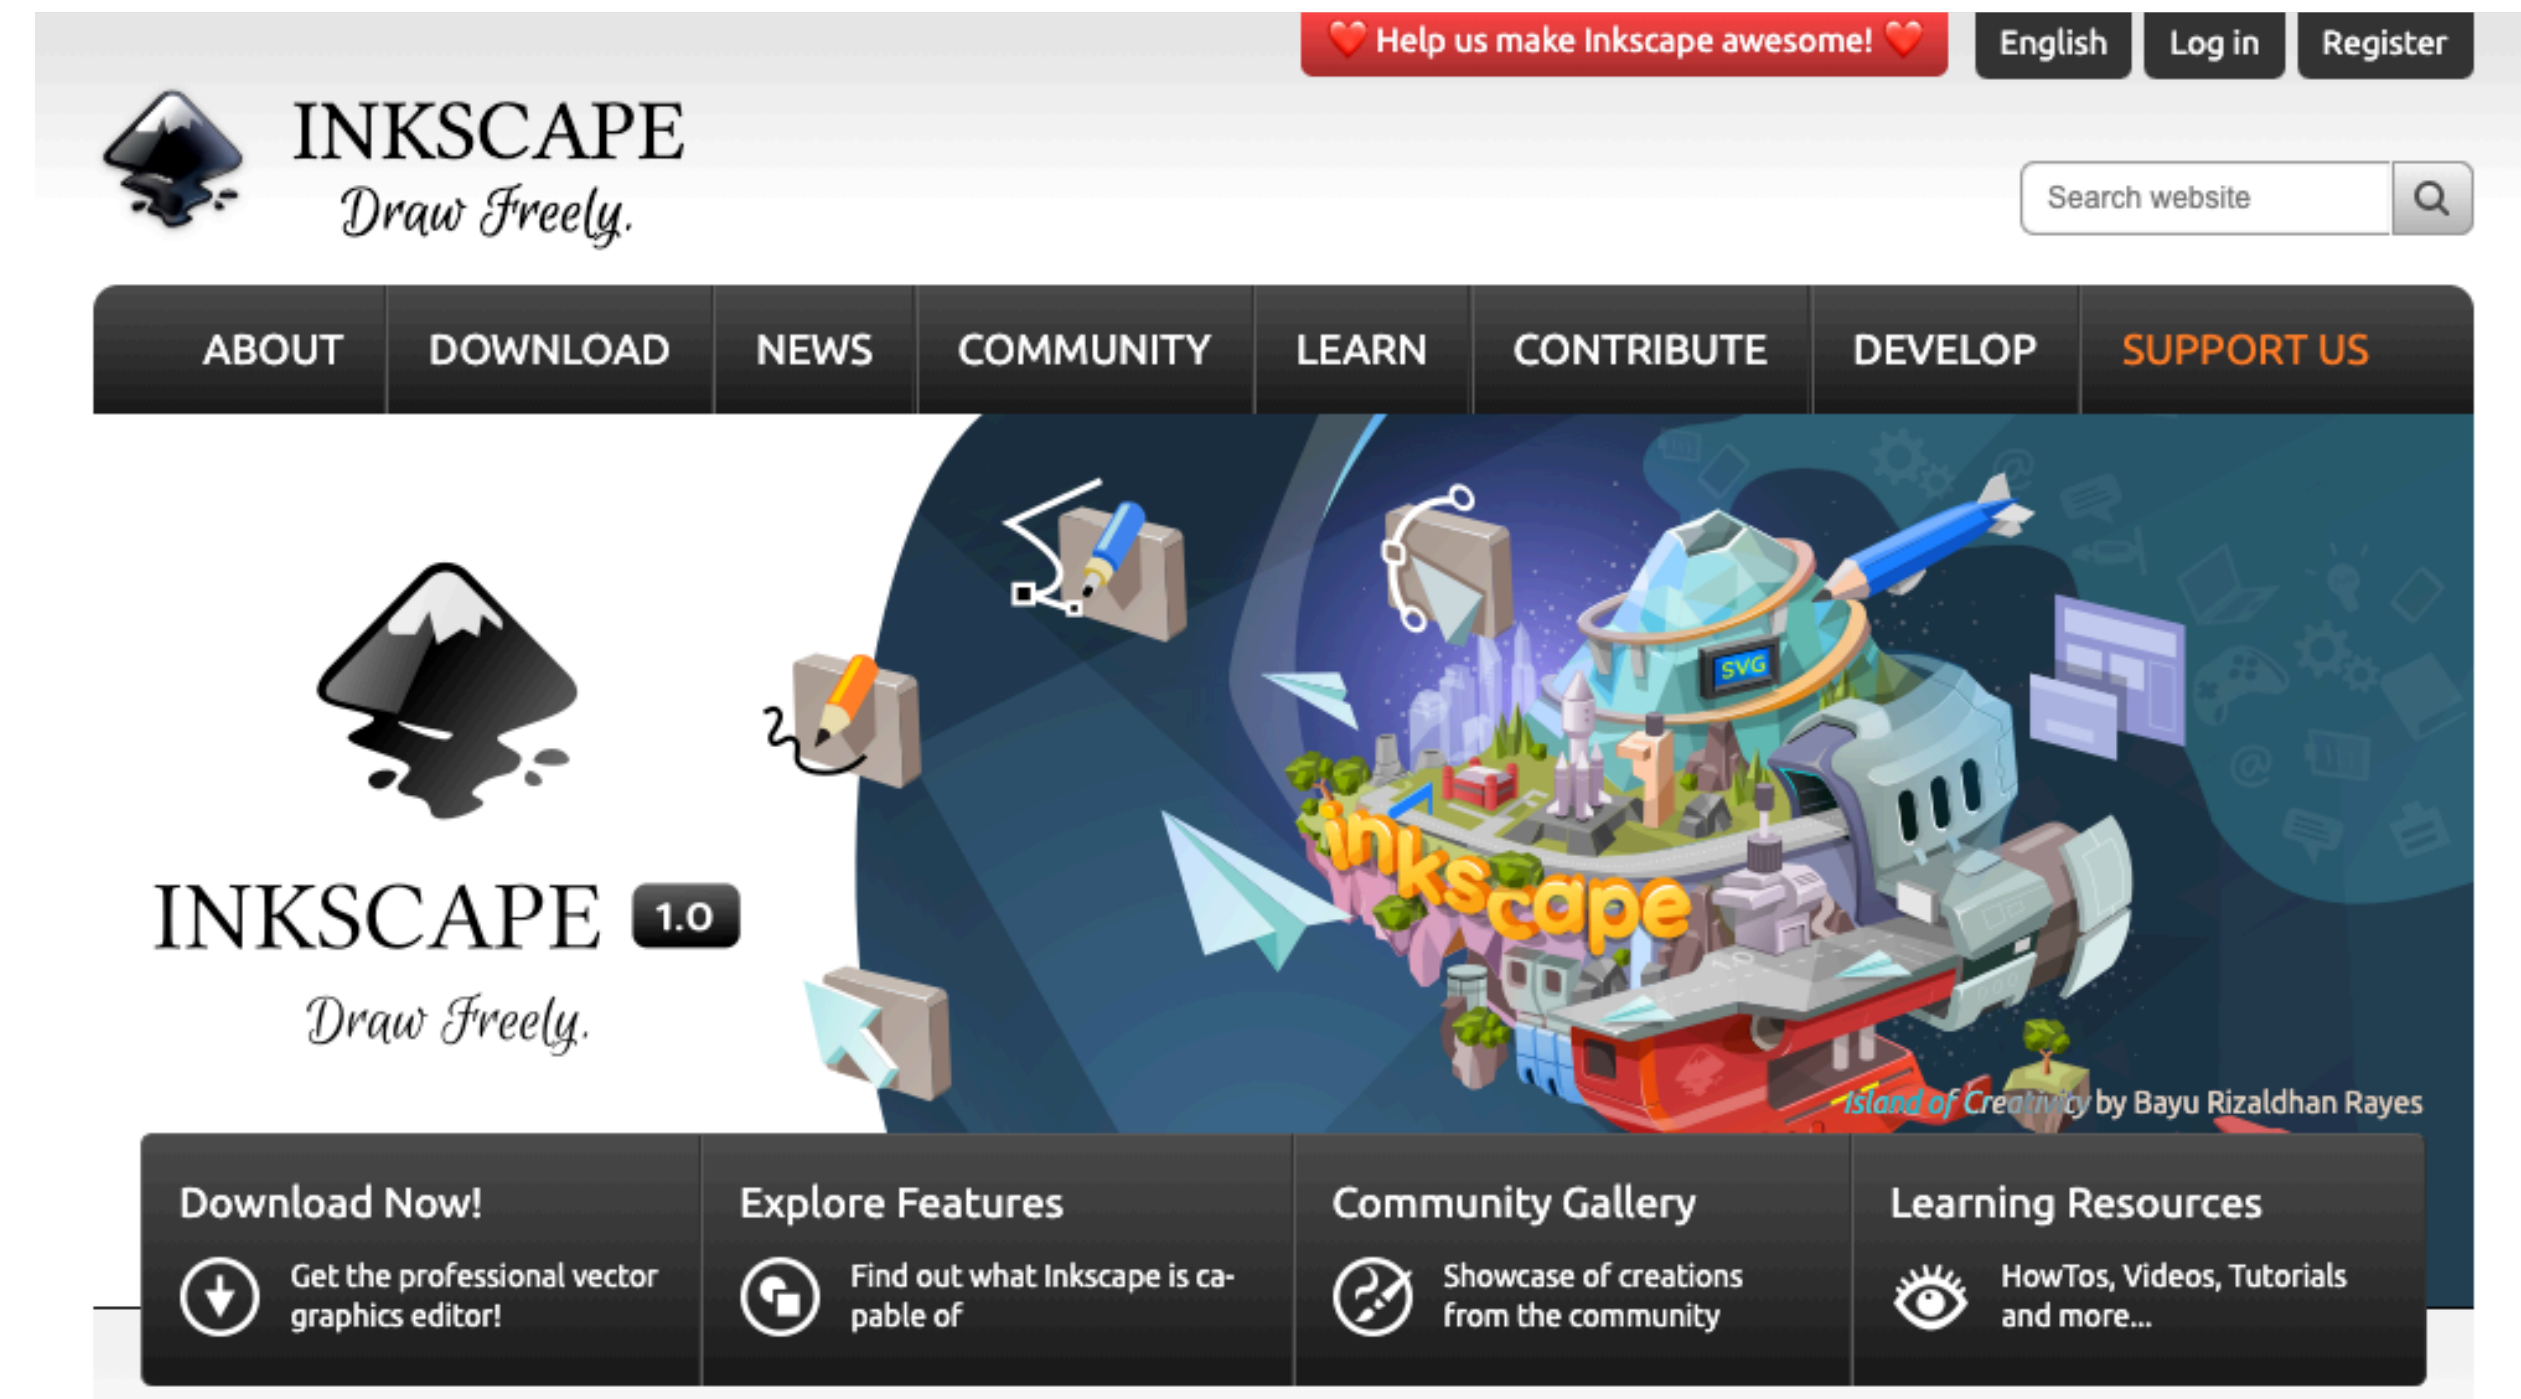 ❤️ Help us make Inkscape awesome! ❤️
English
Log in
Register
INKSCAPE
Draw Freely.
Search website
ABOUT
DOWNLOAD
NEWS
COMMUNITY
LEARN
CONTRIBUTE
DEVELOP
SUPPORT US
SVG
inkscape
INKSCAPE 1.0
Draw Freely.
1.0
Island of Creativity by Bayu Rizaldhan Rayes
Download Now!
Get the professional vector
graphics editor!
Explore Features
Find out what Inkscape is ca-
pable of
Community Gallery
Showcase of creations
from the community
Learning Resources
HowTos, Videos, Tutorials
and more...